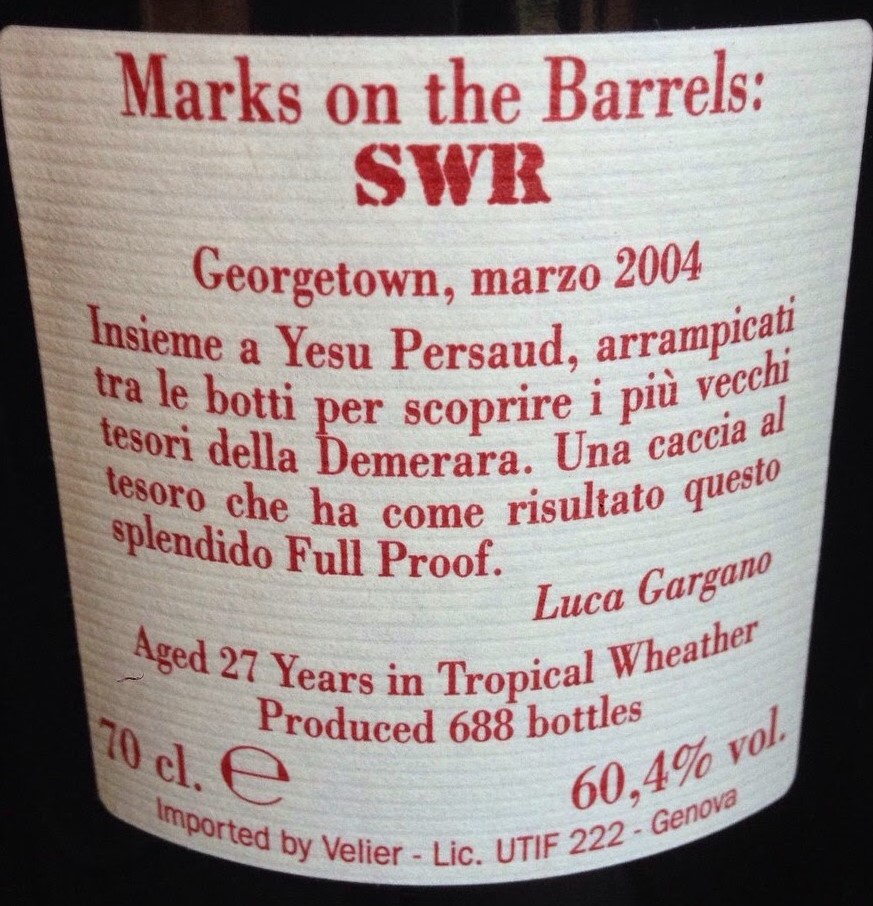 Marks on the Barrels:
SWR
Georgetown, marzo 2004
Insieme a Yesu Persaud, arrampicati
tra le botti per scoprire i più vecchi
tesori della Demerara. Una caccia al
tesoro che ha come risultato questo
splendido Full Proof.
Luca Gargano
Aged 27 Years in Tropical Wheather
Produced 688 bottles
70 cl. ℮ 60,4% vol.
Imported by Velier - Lic. UTIF 222 - Genova